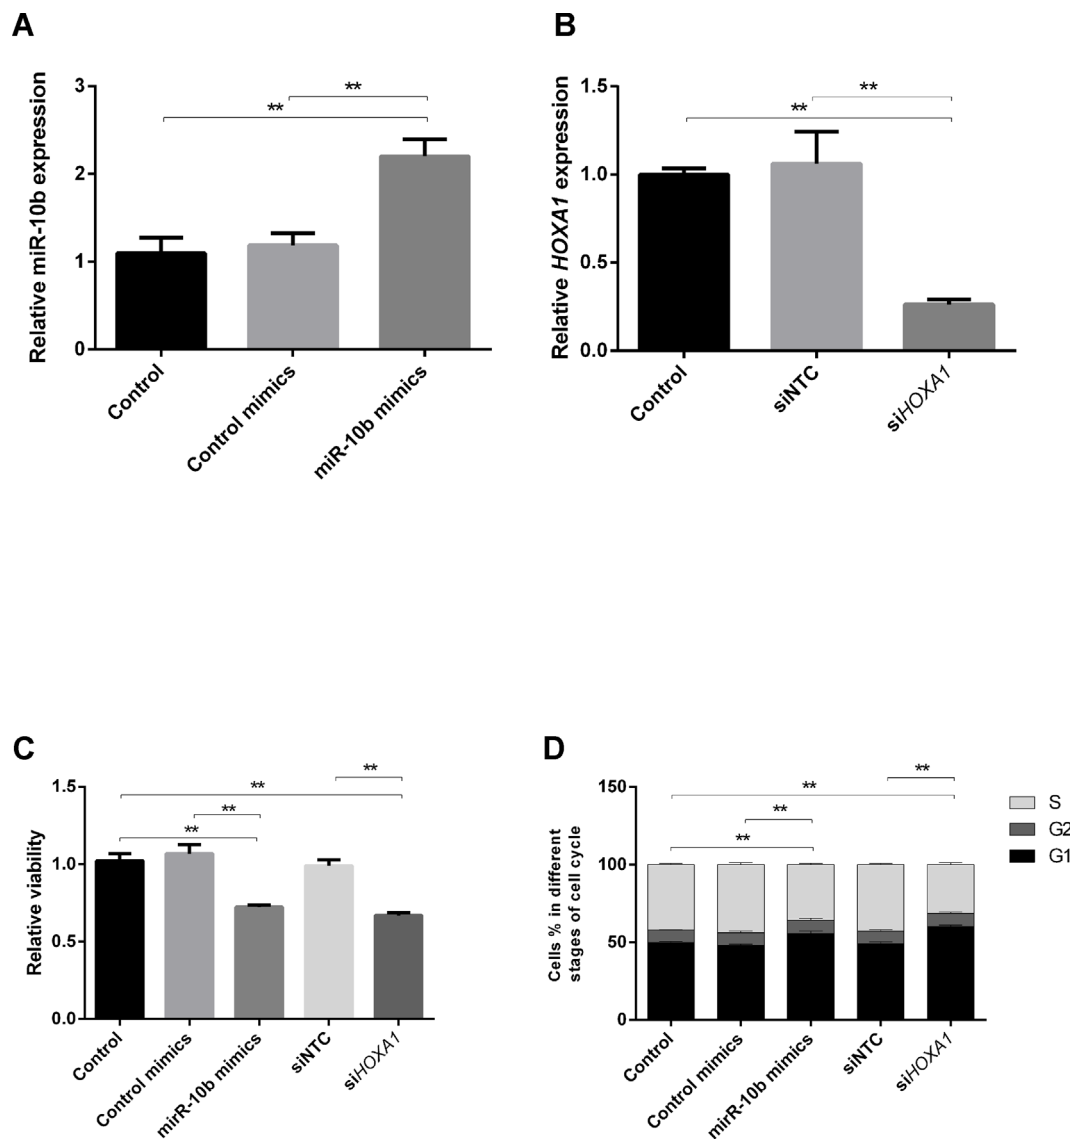 A
Relative miR-10b expression
3
2
1
0
**
**
Control
Control mimics
miR-10b mimics
B
Relative HOXA1 expression
1.5
1.0
0.5
0.0
**
**
Control
siNTC
siHOXA1
C
Relative viability
1.5
1.0
0.5
0.0
**
**
**
**
Control
Control mimics
mirR-10b mimics
siNTC
siHOXA1
D
Cells % in different
stages of cell cycle
150
100
50
0
**
**
**
**
Control
Control mimics
mirR-10b mimics
siNTC
siHOXA1
S
G2
G1